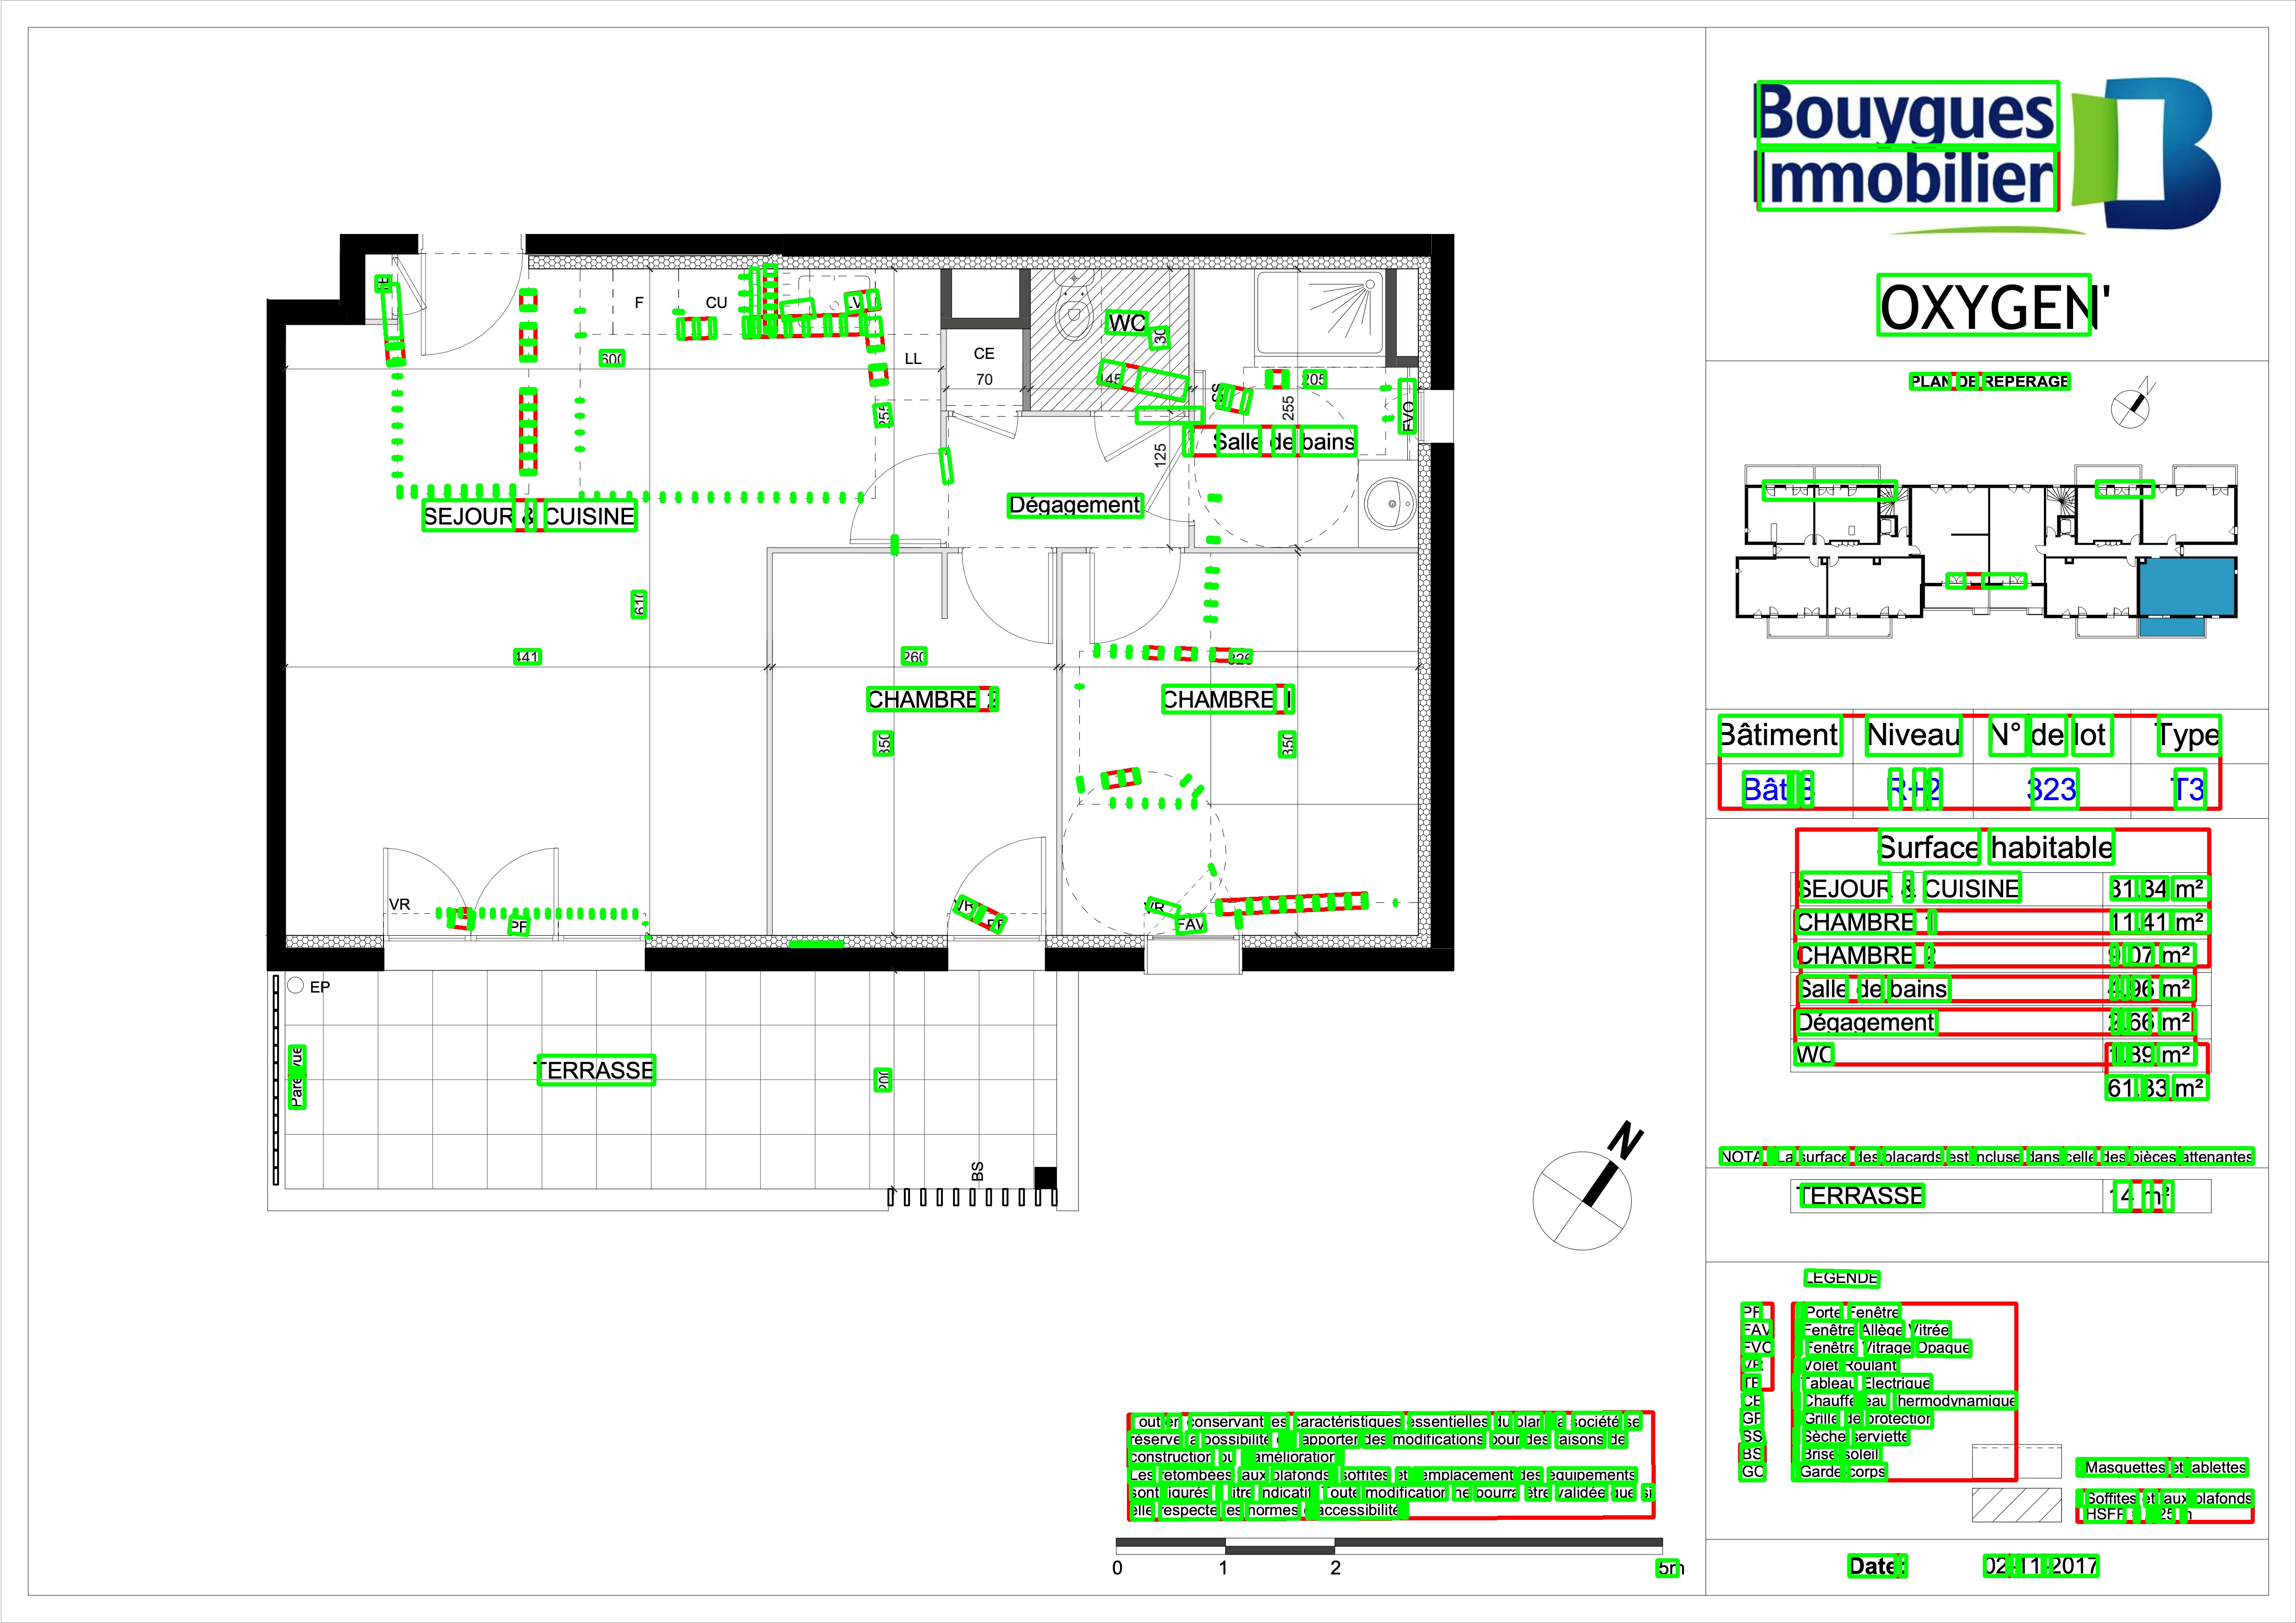 Bouygues
Immobilier
OXYGEN'
PLAN DE REPERAGE
N
Bâtiment Niveau N° de lot Type
Bât B R+2 323 T3
Surface habitable
SEJOUR & CUISINE 31.34 m²
CHAMBRE 1 11.41 m²
CHAMBRE 2 9.07 m²
Salle de bains 4.96 m²
Dégagement 2.66 m²
WC 1.89 m²
61.33 m²
NOTA : La surface des placards est incluse dans celle des pièces attenantes
TERRASSE 14 m²
LEGENDE
PF : Porte Fenêtre
FAV : Fenêtre Allège Vitrée
FVO : Fenêtre Vitrage Opaque
VR : Volet Roulant
TE : Tableau Electrique
CE : Chauffe eau thermodynamique
GP : Grille de protection
SS : Sèche serviette
BS : Brise soleil
GC : Garde corps
: Masquettes et tablettes
: Soffites et faux plafonds
Date: 02-11-2017
F
CU
LV
LL
CE
70
WC
600
255
205
255
SS
FVO
125
Salle de bains
Dégagement
SEJOUR & CUISINE
610
441
260
326
CHAMBRE 2
CHAMBRE 1
350
350
VR
PF
VR
PF
VR
FAV
EP
Pare vue
TERRASSE
200
BS
N
Tout en conservant les caractéristiques essentielles du plan, la société se
réserve la possibilité d'apporter des modifications pour des raisons de
construction ou d'amélioration.
Les retombées, faux plafonds, soffites et emplacement des équipements
sont figurés à titre indicatif. Toute modification ne pourra être validée que si
elle respecte les normes d'accessibilité.
0 1 2 5m